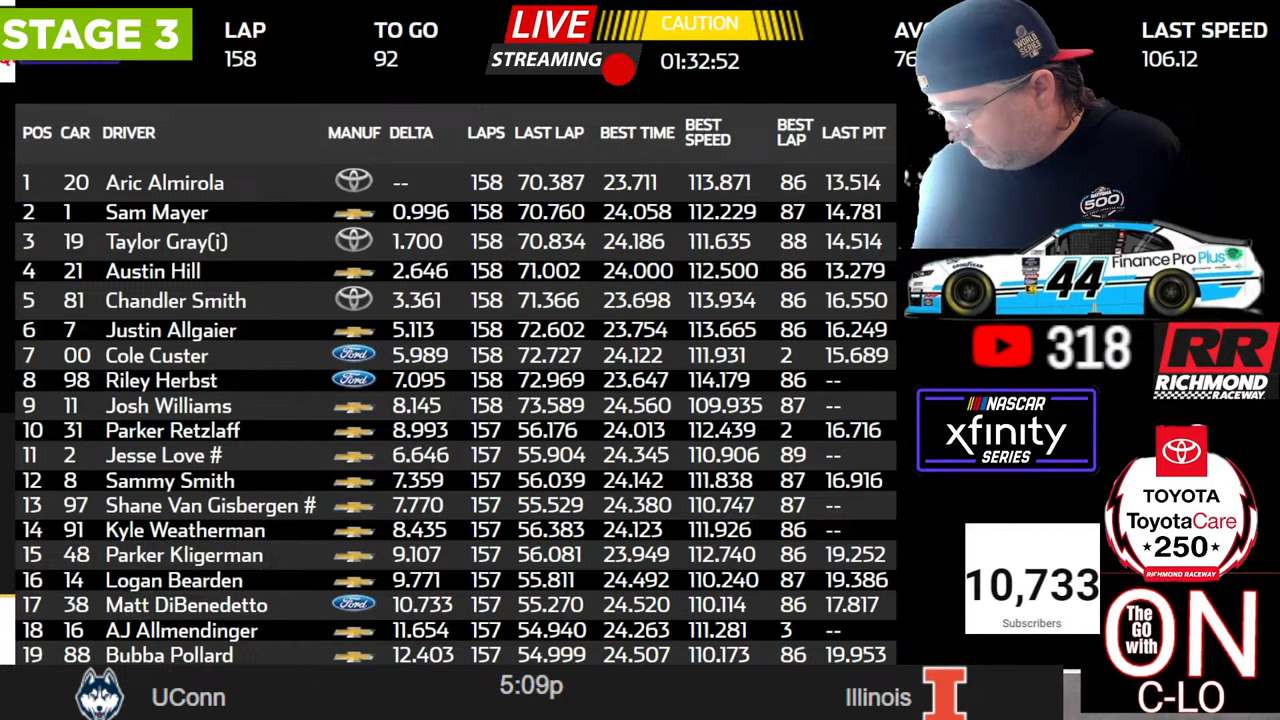 STAGE 3
LAP
158
TO GO
92
LIVE
STREAMING
CAUTION
01:32:52
LAST SPEED
106.12
WORLD SERIES
POS CAR DRIVER MANUF DELTA LAPS LAST LAP BEST TIME BEST SPEED BEST LAP LAST PIT
1 20 Aric Almirola -- 158 70.387 23.711 113.871 86 13.514
2 1 Sam Mayer 0.996 158 70.760 24.058 112.229 87 14.781
3 19 Taylor Gray(i) 1.700 158 70.834 24.186 111.635 88 14.514
4 21 Austin Hill 2.646 158 71.002 24.000 112.500 86 13.279
5 81 Chandler Smith 3.361 158 71.366 23.698 113.934 86 16.550
6 7 Justin Allgaier 5.113 158 72.602 23.754 113.665 86 16.249
7 00 Cole Custer Ford 5.989 158 72.727 24.122 111.931 2 15.689
8 98 Riley Herbst Ford 7.095 158 72.969 23.647 114.179 86 --
9 11 Josh Williams 8.145 158 73.589 24.560 109.935 87 --
10 31 Parker Retzlaff 8.993 157 56.176 24.013 112.439 2 16.716
11 2 Jesse Love # 6.646 157 55.904 24.345 110.906 89 --
12 8 Sammy Smith 7.359 157 56.039 24.142 111.838 87 16.916
13 97 Shane Van Gisbergen # 7.770 157 55.529 24.380 110.747 87 --
14 91 Kyle Weatherman 8.435 157 56.383 24.123 111.926 86 --
15 48 Parker Kligerman 9.107 157 56.081 23.949 112.740 86 19.252
16 14 Logan Bearden 9.771 157 55.811 24.492 110.240 87 19.386
17 38 Matt DiBenedetto Ford 10.733 157 55.270 24.520 110.114 86 17.817
18 16 AJ Allmendinger 11.654 157 54.940 24.263 111.281 3 --
19 88 Bubba Pollard 12.403 157 54.999 24.507 110.173 86 19.953
DAYTONA
500
44
FinancePro Plus
318
RR
RICHMOND
RACEWAY
NASCAR
xfinity
SERIES
TOYOTA
ToyotaCare
250
RICHMOND RACEWAY
10,733
Subscribers
The GO with
ON
C-LO
UConn
5:09p
Illinois